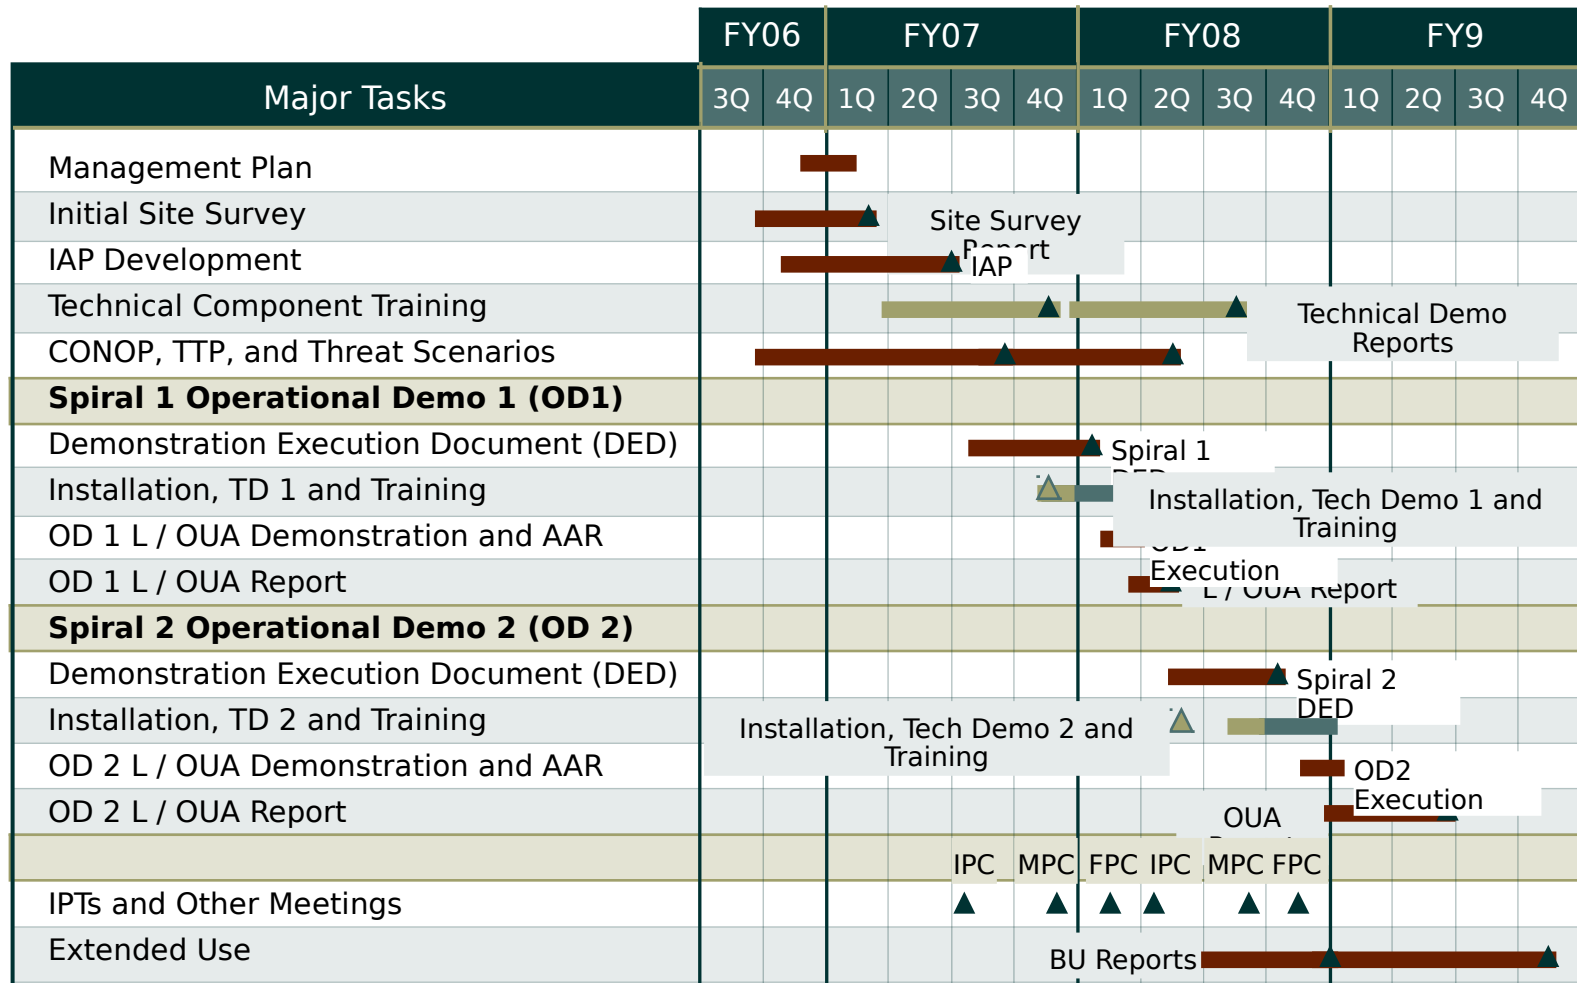 FY06 FY07 FY08 FY9
Major Tasks 3Q 4Q 1Q 2Q 3Q 4Q 1Q 2Q 3Q 4Q 1Q 2Q 3Q 4Q
Management Plan
Initial Site Survey
Site Survey
Report
IAP Development
IAP
Technical Component Training
Technical Demo
Reports
CONOP, TTP, and Threat Scenarios
Spiral 1 Operational Demo 1 (OD1)
Demonstration Execution Document (DED)
Spiral 1
DED
Installation, TD 1 and Training
Installation, Tech Demo 1 and
Training
OD 1 L / OUA Demonstration and AAR
OD1
Execution
OD 1 L / OUA Report
L / OUA Report
Spiral 2 Operational Demo 2 (OD 2)
Demonstration Execution Document (DED)
Spiral 2
DED
Installation, TD 2 and Training
Installation, Tech Demo 2 and
Training
OD 2 L / OUA Demonstration and AAR
OD2
Execution
OD 2 L / OUA Report
OUA
IPC MPC FPC IPC MPC FPC
IPTs and Other Meetings
Extended Use
BU Reports